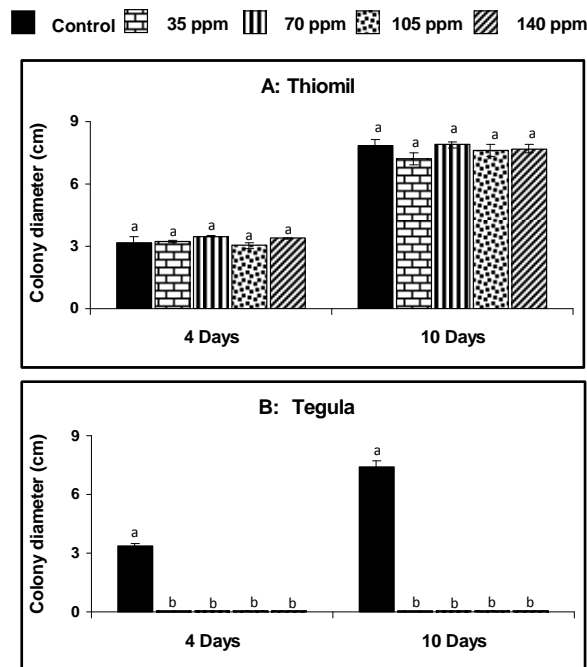 Control 35 ppm 70 ppm 105 ppm 140 ppm
A: Thiomil
Colony diameter (cm)
9
6
3
0
a a a a a
a a a a a
4 Days 10 Days
B: Tegula
Colony diameter (cm)
9
6
3
0
a b b b b
a b b b b
4 Days 10 Days